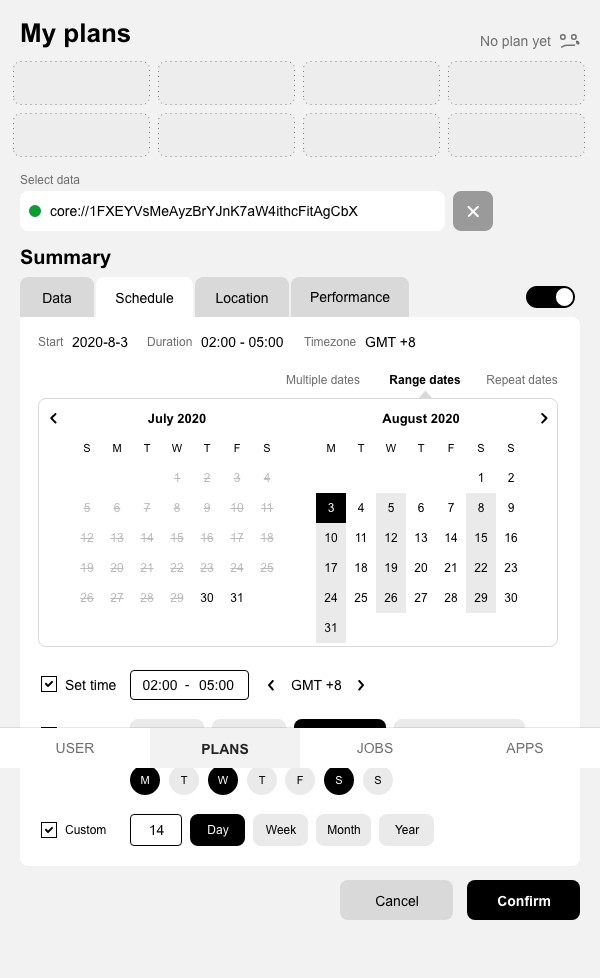 My plans
No plan yet
Select data
core://1FXEYVsMeAyzBrYJnK7aW4ithcFitAgCbX
Summary
Data Schedule Location Performance
Start 2020-8-3 Duration 02:00 - 05:00 Timezone GMT +8
Multiple dates Range dates Repeat dates
July 2020 August 2020
S M T W T F S M T W T F S S
1 2 3 4 1 2
5 6 7 8 9 10 11 3 4 5 6 7 8 9
12 13 14 15 16 17 18 10 11 12 13 14 15 16
19 20 21 22 23 24 25 17 18 19 20 21 22 23
26 27 28 29 30 31 24 25 26 27 28 29 30
31
Set time 02:00 - 05:00 GMT +8
USER PLANS JOBS APPS
M T W T F S S
Custom 14 Day Week Month Year
Cancel Confirm